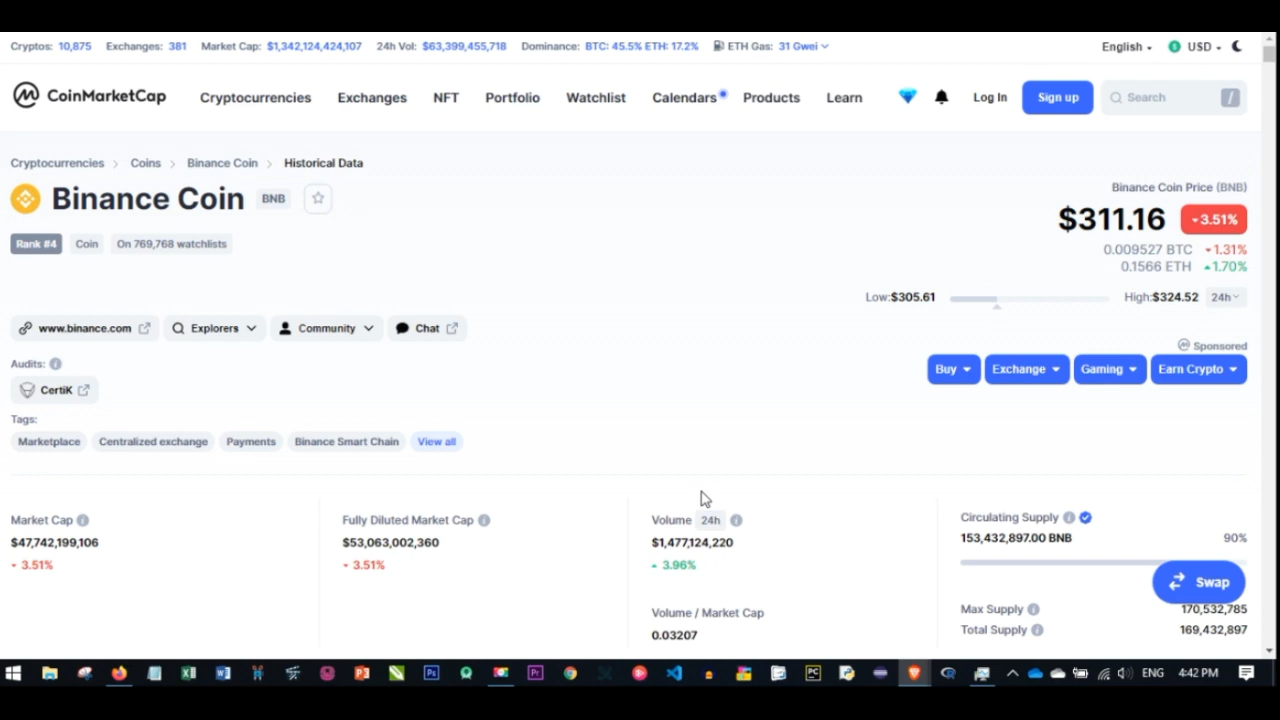 Cryptos: 10,875 Exchanges: 381 Market Cap: $1,342,124,424,107 24h Vol: $63,399,455,718 Dominance: BTC: 45.5% ETH: 17.2% ETH Gas: 31 Gwei English USD
CoinMarketCap Cryptocurrencies Exchanges NFT Portfolio Watchlist Calendars Products Learn Log In Sign up Search /
Cryptocurrencies > Coins > Binance Coin > Historical Data
Binance Coin BNB
Rank #4 Coin On 769,768 watchlists
Binance Coin Price (BNB)
$311.16 3.51%
0.009527 BTC 1.31%
0.1566 ETH 1.70%
Low:$305.61 High:$324.52 24h
www.binance.com Explorers Community Chat
Sponsored
Buy Exchange Gaming Earn Crypto
Audits:
CertiK
Tags:
Marketplace Centralized exchange Payments Binance Smart Chain View all
Market Cap
$47,742,199,106
3.51%
Fully Diluted Market Cap
$53,063,002,360
3.51%
Volume 24h
$1,477,124,220
3.96%
Volume / Market Cap
0.03207
Circulating Supply
153,432,897.00 BNB 90%
Swap
Max Supply 170,532,785
Total Supply 169,432,897
ENG 4:42 PM